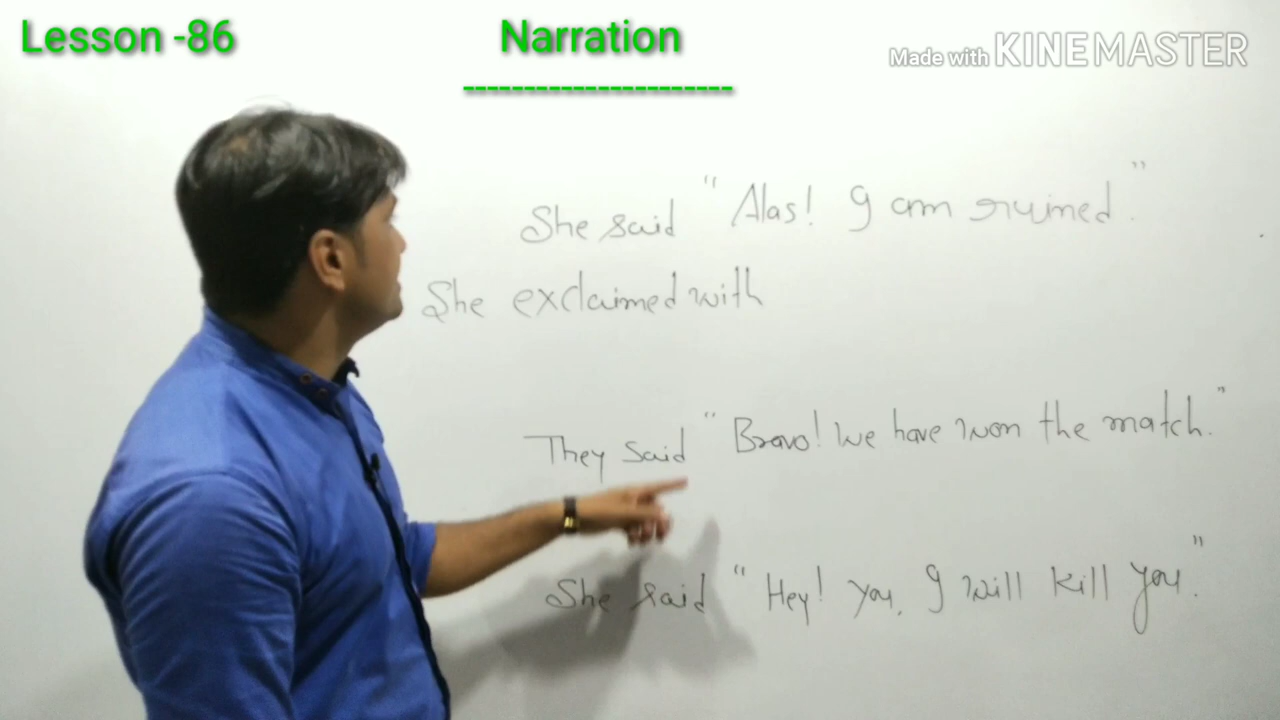 Lesson -86
Narration
Made with KINEMASTER
She said " Alas! I am ruined."
She exclaimed with
They said " Bravo! We have won the match."
She said " Hey! You, I will kill you."